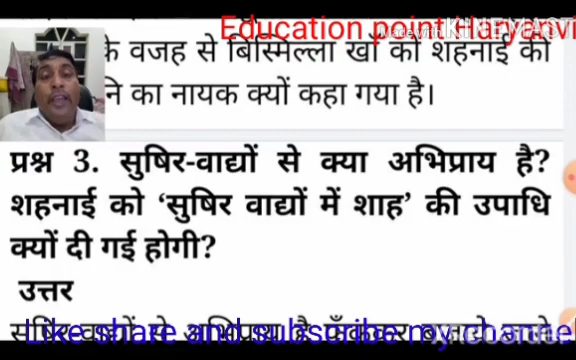 Education point
KINEMASTER
के वजह से बिस्मिल्ला खाँ को शहनाई की
नि का नायक क्यों कहा गया है।
प्रश्न 3. सुषिर-वाद्यों से क्या अभिप्राय है?
शहनाई को ‘सुषिर वाद्यों में शाह’ की उपाधि
क्यों दी गई होगी?
उत्तर
Like share and subscribe my channel